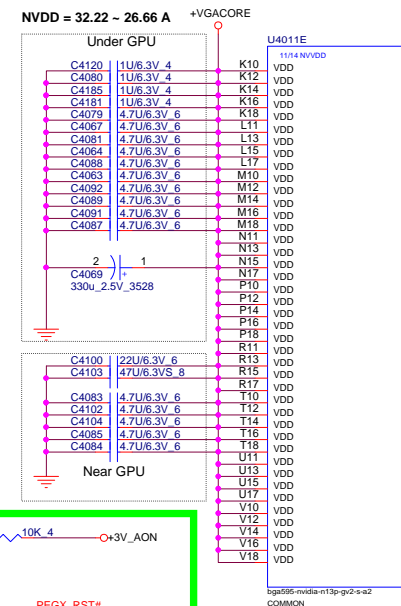 NVDD = 32.22 ~ 26.66 A
+VGACORE
Under GPU
U4011E
11/14 NVVDD
C4120 1U/6.3V_4
C4080 1U/6.3V_4
C4185 1U/6.3V_4
C4181 1U/6.3V_4
C4079 4.7U/6.3V_6
C4067 4.7U/6.3V_6
C4081 4.7U/6.3V_6
C4064 4.7U/6.3V_6
C4088 4.7U/6.3V_6
C4063 4.7U/6.3V_6
C4092 4.7U/6.3V_6
C4089 4.7U/6.3V_6
C4091 4.7U/6.3V_6
C4087 4.7U/6.3V_6
2 1
+
C4069
330u_2.5V_3528
C4100 22U/6.3V_6
C4103 47U/6.3VS_8
C4083 4.7U/6.3V_6
C4102 4.7U/6.3V_6
C4104 4.7U/6.3V_6
C4085 4.7U/6.3V_6
C4084 4.7U/6.3V_6
Near GPU
K10 VDD
K12 VDD
K14 VDD
K16 VDD
K18 VDD
L11 VDD
L13 VDD
L15 VDD
L17 VDD
M10 VDD
M12 VDD
M14 VDD
M16 VDD
M18 VDD
N11 VDD
N13 VDD
N15 VDD
N17 VDD
P10 VDD
P12 VDD
P14 VDD
P16 VDD
P18 VDD
R11 VDD
R13 VDD
R15 VDD
R17 VDD
T10 VDD
T12 VDD
T14 VDD
T16 VDD
T18 VDD
U11 VDD
U13 VDD
U15 VDD
U17 VDD
V10 VDD
V12 VDD
V14 VDD
V16 VDD
V18 VDD
bga595-nvidia-n13p-gv2-s-a2
COMMON
10K_4
+3V_AON
PEGX_RST#